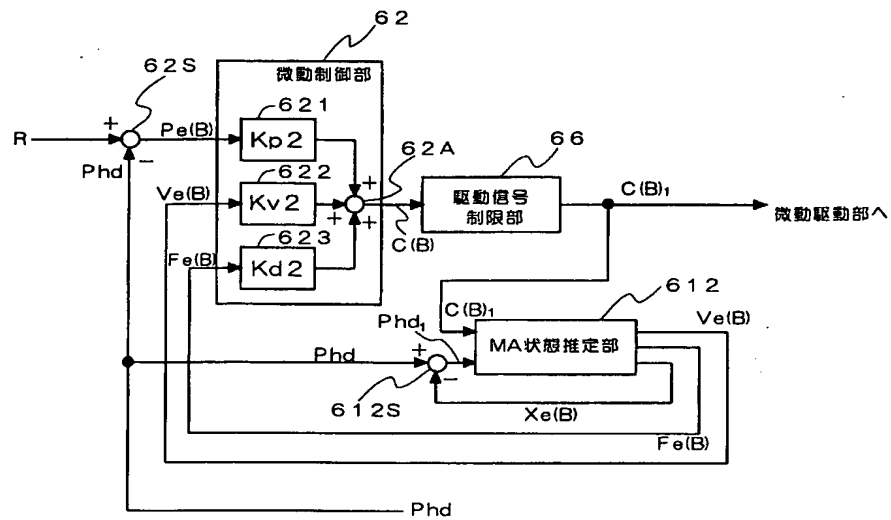 62
微動制御部
62S
621
66
R
+
Pe(B)
Kp2
62A
Phd
−
622
+
駆動信号
制限部
C(B)₁
Ve(B)
Kv2
+
+
微動駆動部へ
623
C(B)
Fe(B)
Kd2
612
C(B)₁
Phd₁
Ve(B)
Phd
+
MA状態推定部
−
612S
Xe(B)
Fe(B)
Phd